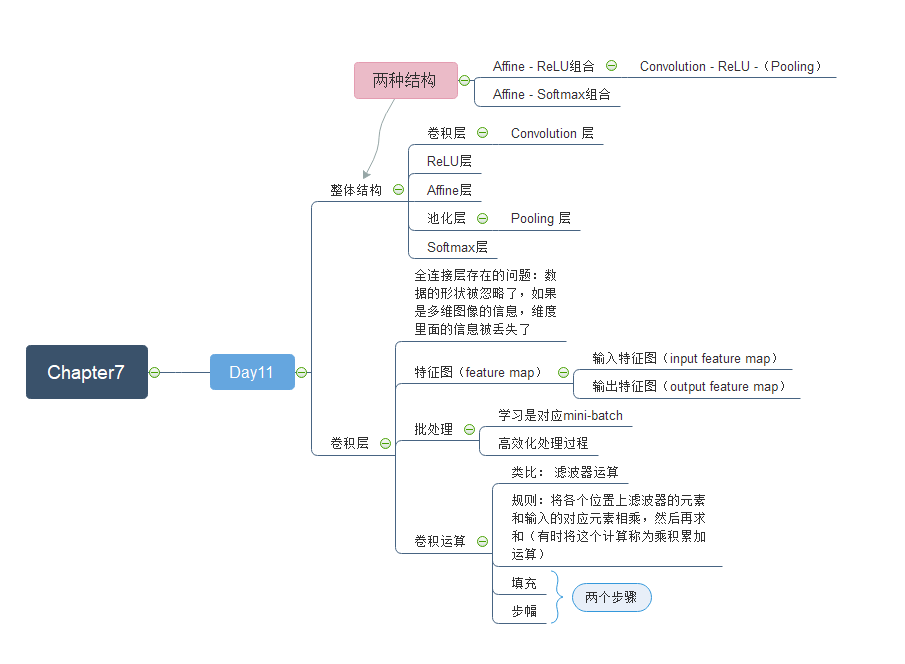 两种结构
Affine - ReLU组合
Convolution - ReLU -（Pooling）
Affine - Softmax组合
卷积层
Convolution 层
ReLU层
整体结构
Affine层
池化层
Pooling 层
Softmax层
全连接层存在的问题：数
据的形状被忽略了，如果
是多维图像的信息，维度
里面的信息被丢失了
Chapter7
Day11
特征图（feature map）
输入特征图（input feature map）
输出特征图（output feature map）
卷积层
批处理
学习是对应mini-batch
高效化处理过程
卷积运算
类比： 滤波器运算
规则：将各个位置上滤波器的元素
和输入的对应元素相乘，然后再求
和（有时将这个计算称为乘积累加
运算）
填充
步幅
两个步骤